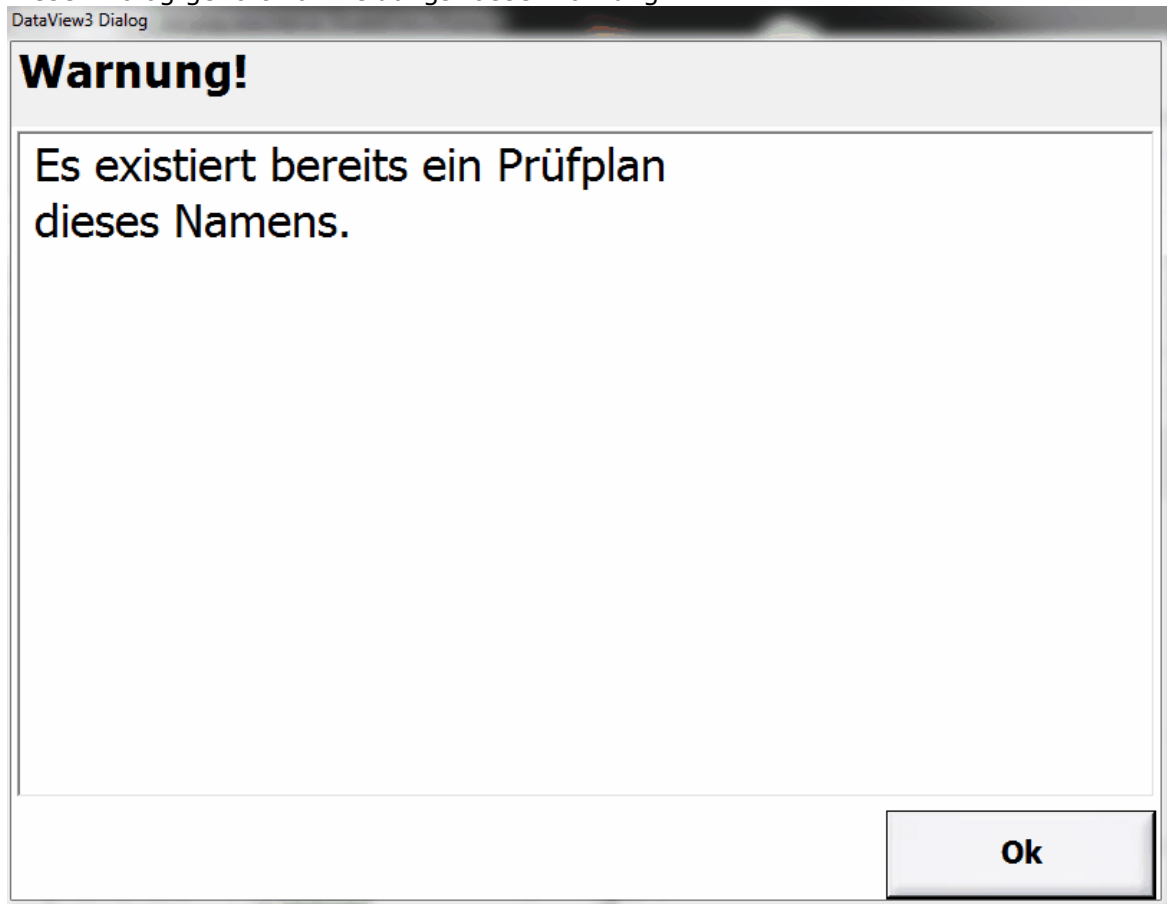 DataView3 Dialog
Warnung!
Es existiert bereits ein Prüfplan
dieses Namens.
Ok